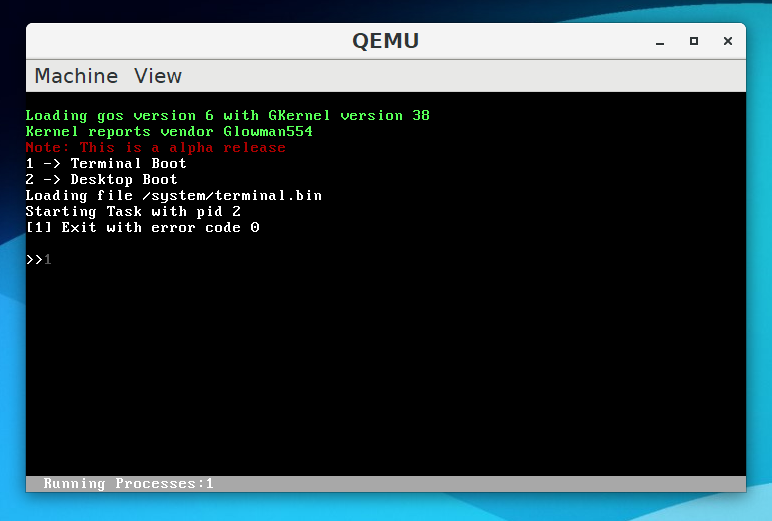 QEMU
Machine View
Loading gos version 6 with GKernel version 38
Kernel reports vendor Glowman554
Note: This is a alpha release
1 -> Terminal Boot
2 -> Desktop Boot
Loading file /system/terminal.bin
Starting Task with pid 2
[1] Exit with error code 0
>>1
Running Processes:1